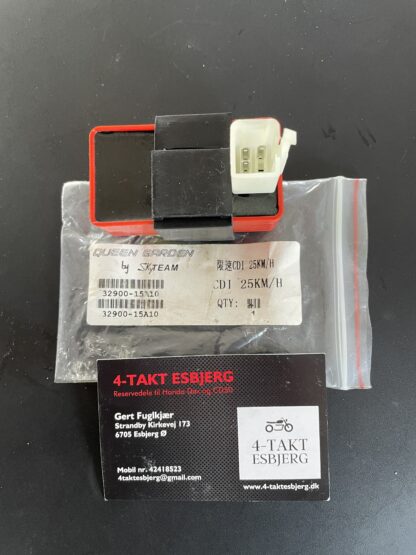 QUEEN GARDEN
by SKYTEAM
32900-15A10
32900-15A10
限速CDI 25KM/H
CDI 25KM/H
QTY:
1
4-TAKT ESBJERG
Reservedele til Honda Dax og CD50
Gert Fuglkjær
Strandby Kirkevej 173
6705 Esbjerg Ø
Mobil nr. 42418523
4taktesbjerg@gmail.com
4-TAKT
ESBJERG
www.4-taktesbjerg.dk